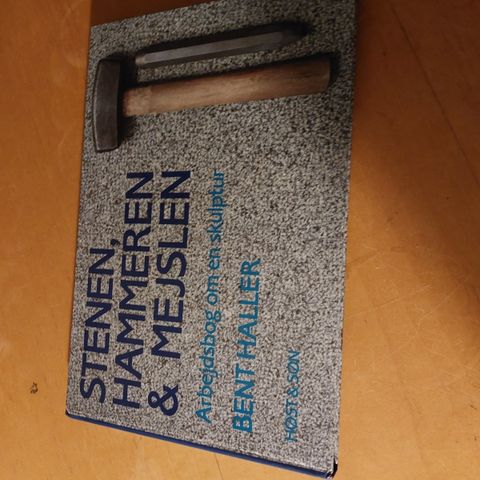 STENEN,
HAMMEREN
& MEJSLEN
Arbejdsbog om en skulptur
BENT HALLER
HØST & SØN